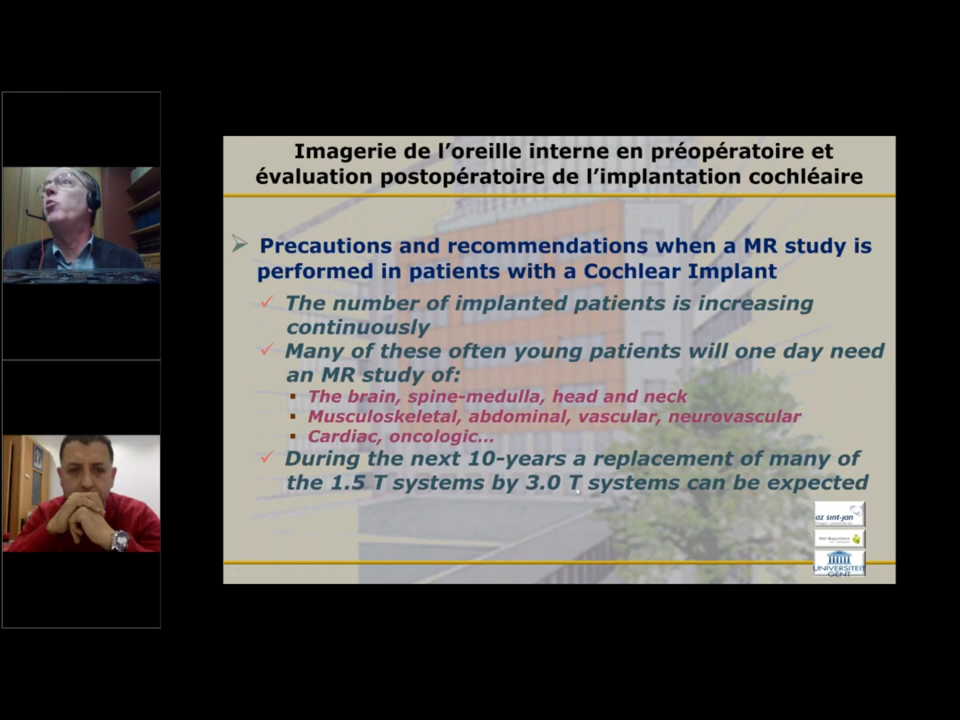 Imagerie de l'oreille interne en préopératoire et
évaluation postopératoire de l'implantation cochléaire
Precautions and recommendations when a MR study is
performed in patients with a Cochlear Implant
The number of implanted patients is increasing
continuously
Many of these often young patients will one day need
an MR study of:
The brain, spine-medulla, head and neck
Musculoskeletal, abdominal, vascular, neurovascular
Cardiac, oncologic...
During the next 10-years a replacement of many of
the 1.5 T systems by 3.0 T systems can be expected
az sint-jan
UNIVERSITEIT
GENT